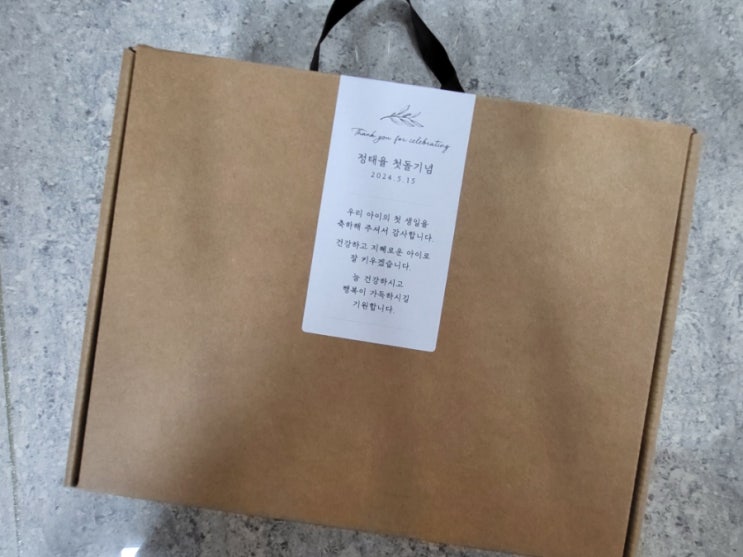 Thank you for celebrating
정태율 첫돌기념
2024.5.15
우리 아이의 첫 생일을
축하해 주셔서 감사합니다.
건강하고 지혜로운 아이로
잘 키우겠습니다.
늘 건강하시고
행복이 가득하시길
기원합니다.